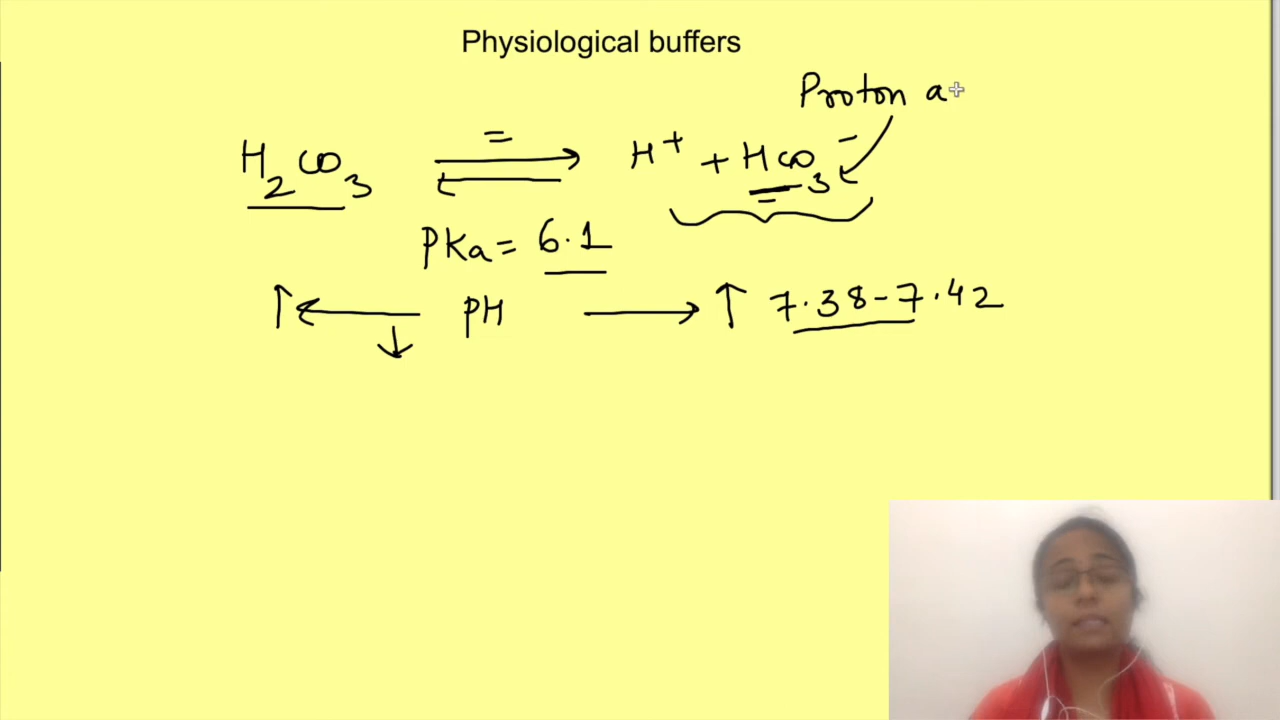 Physiological buffers
Proton a
H2CO3 ⇌ H+ + HCO3-
PKa = 6.1
↑ ← ↓ PH → ↑ 7.38-7.42